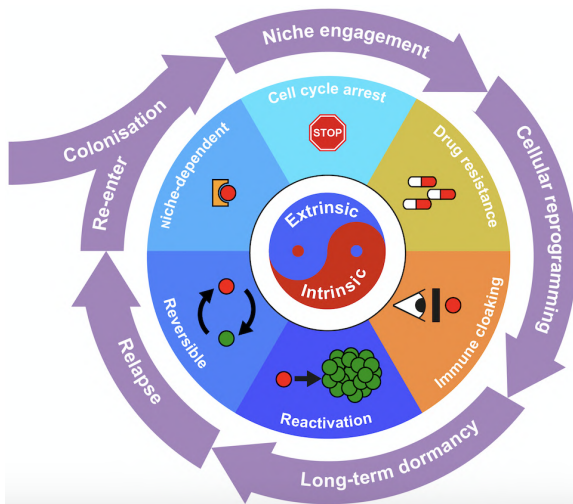 Niche engagement
Colonisation
Re-enter
Cellular reprogramming
Long-term dormancy
Relapse
Cell cycle arrest
STOP
Drug resistance
Immune cloaking
Reactivation
Reversible
Niche-dependent
Extrinsic
Intrinsic